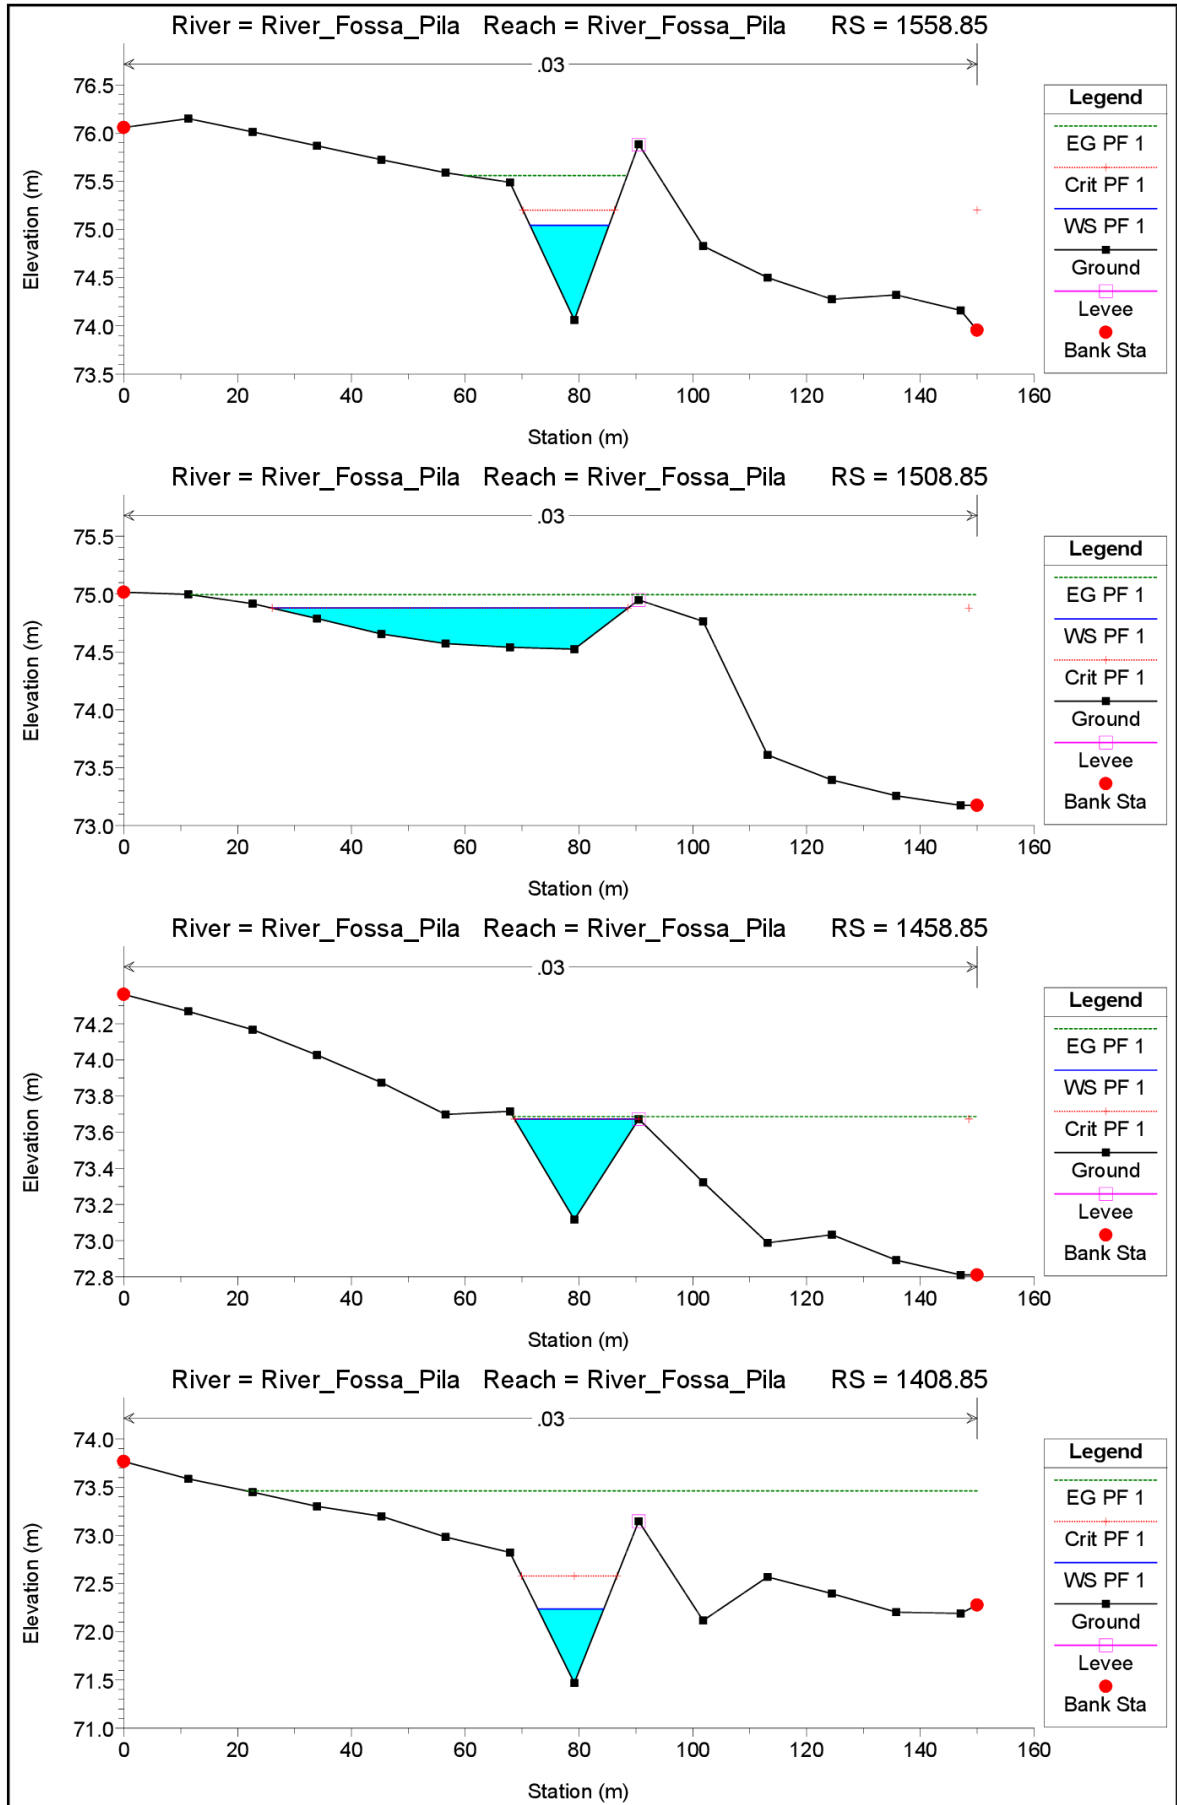 River = River_Fossa_Pila Reach = River_Fossa_Pila RS = 1558.85
.03
76.5
76.0
75.5
75.0
74.5
74.0
73.5
Elevation (m)
0 20 40 60 80 100 120 140 160
Station (m)
Legend
EG PF 1
Crit PF 1
WS PF 1
Ground
Levee
Bank Sta
River = River_Fossa_Pila Reach = River_Fossa_Pila RS = 1508.85
.03
75.5
75.0
74.5
74.0
73.5
73.0
Elevation (m)
0 20 40 60 80 100 120 140 160
Station (m)
Legend
EG PF 1
WS PF 1
Crit PF 1
Ground
Levee
Bank Sta
River = River_Fossa_Pila Reach = River_Fossa_Pila RS = 1458.85
.03
74.2
74.0
73.8
73.6
73.4
73.2
73.0
72.8
Elevation (m)
0 20 40 60 80 100 120 140 160
Station (m)
Legend
EG PF 1
WS PF 1
Crit PF 1
Ground
Levee
Bank Sta
River = River_Fossa_Pila Reach = River_Fossa_Pila RS = 1408.85
.03
74.0
73.5
73.0
72.5
72.0
71.5
71.0
Elevation (m)
0 20 40 60 80 100 120 140 160
Station (m)
Legend
EG PF 1
Crit PF 1
WS PF 1
Ground
Levee
Bank Sta